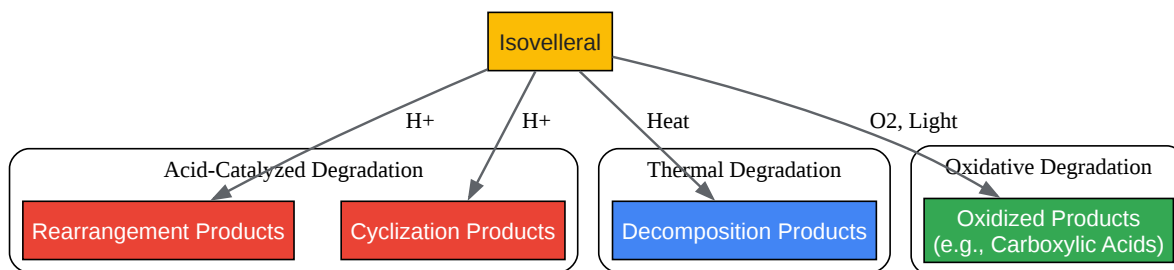 Isovelleral
H+
H+
Heat
O2, Light
Acid-Catalyzed Degradation
Thermal Degradation
Oxidative Degradation
Rearrangement Products
Cyclization Products
Decomposition Products
Oxidized Products
(e.g., Carboxylic Acids)